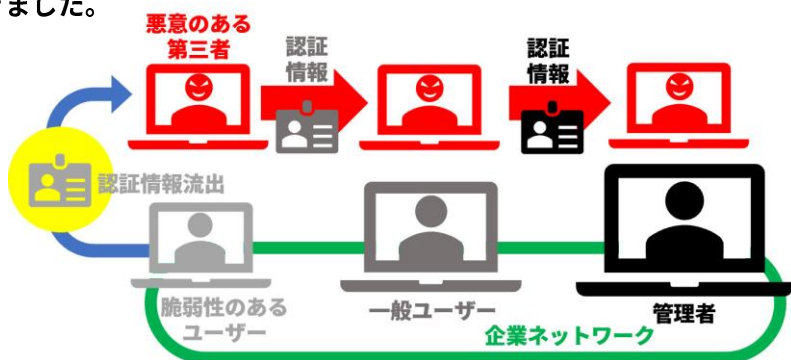 ました。
悪意のある
第三者
認証
情報
認証
情報
認証情報流出
脆弱性のある
ユーザー
一般ユーザー
管理者
企業ネットワーク